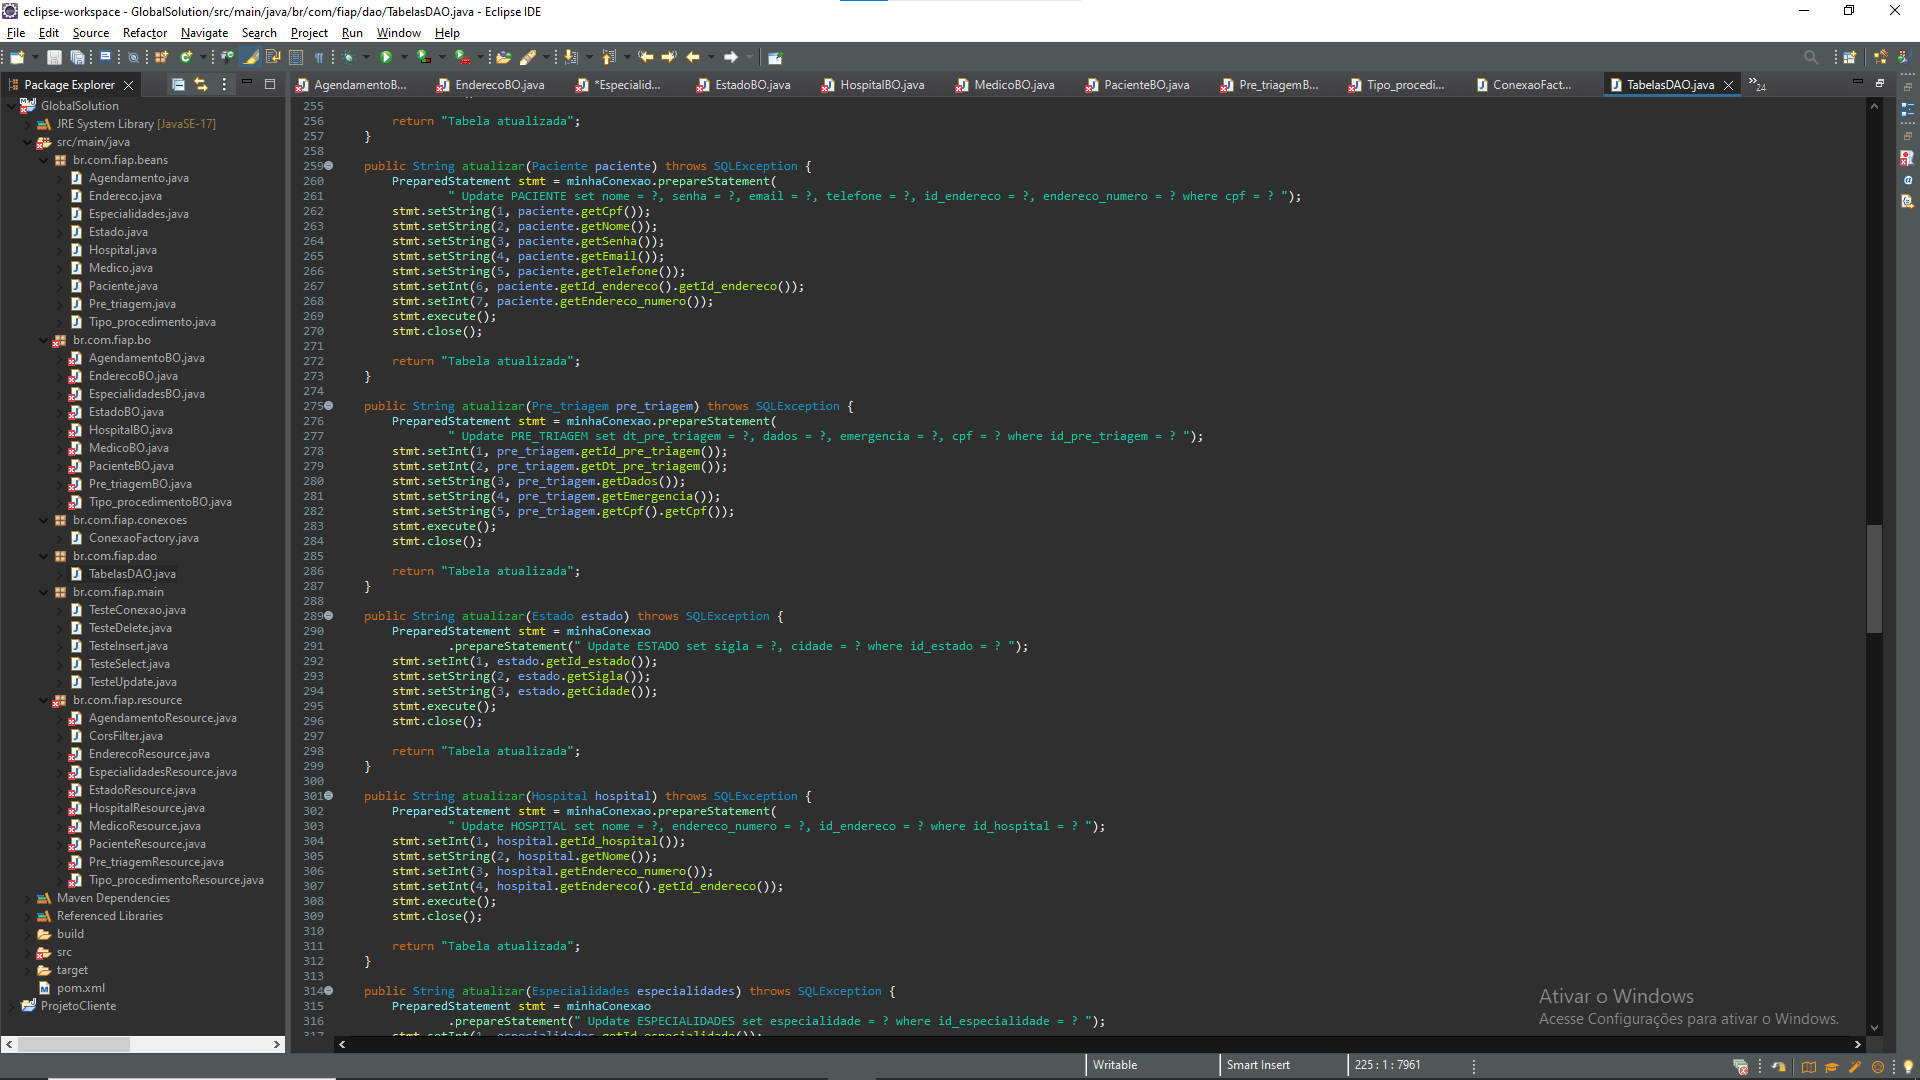 eclipse-workspace - GlobalSolution/src/main/java/br/com/fiap/dao/TabelasDAO.java - Eclipse IDE
File Edit Source Refactor Navigate Search Project Run Window Help
Package Explorer
AgendamentoB... EnderecoBO.java *Especialid... EstadoBO.java HospitalBO.java MedicoBO.java PacienteBO.java Pre_triagemB... Tipo_procedi... ConexaoFact... TabelasDAO.java »24
GlobalSolution
JRE System Library [JavaSE-17]
src/main/java
br.com.fiap.beans
Agendamento.java
Endereco.java
Especialidades.java
Estado.java
Hospital.java
Medico.java
Paciente.java
Pre_triagem.java
Tipo_procedimento.java
br.com.fiap.bo
AgendamentoBO.java
EnderecoBO.java
EspecialidadesBO.java
EstadoBO.java
HospitalBO.java
MedicoBO.java
PacienteBO.java
Pre_triagemBO.java
Tipo_procedimentoBO.java
br.com.fiap.conexoes
ConexaoFactory.java
br.com.fiap.dao
TabelasDAO.java
br.com.fiap.main
TesteConexao.java
TesteDelete.java
TesteInsert.java
TesteSelect.java
TesteUpdate.java
br.com.fiap.resource
AgendamentoResource.java
CorsFilter.java
EnderecoResource.java
EspecialidadesResource.java
EstadoResource.java
HospitalResource.java
MedicoResource.java
PacienteResource.java
Pre_triagemResource.java
Tipo_procedimentoResource.java
Maven Dependencies
Referenced Libraries
build
src
target
pom.xml
ProjetoCliente
255
256 return "Tabela atualizada";
257 }
258
259 public String atualizar(Paciente paciente) throws SQLException {
260 PreparedStatement stmt = minhaConexao.prepareStatement(
261 " Update PACIENTE set nome = ?, senha = ?, email = ?, telefone = ?, id_endereco = ?, endereco_numero = ? where cpf = ? ");
262 stmt.setString(1, paciente.getCpf());
263 stmt.setString(2, paciente.getNome());
264 stmt.setString(3, paciente.getSenha());
265 stmt.setString(4, paciente.getEmail());
266 stmt.setString(5, paciente.getTelefone());
267 stmt.setInt(6, paciente.getId_endereco().getId_endereco());
268 stmt.setInt(7, paciente.getEndereco_numero());
269 stmt.execute();
270 stmt.close();
271
272 return "Tabela atualizada";
273 }
274
275 public String atualizar(Pre_triagem pre_triagem) throws SQLException {
276 PreparedStatement stmt = minhaConexao.prepareStatement(
277 " Update PRE_TRIAGEM set dt_pre_triagem = ?, dados = ?, emergencia = ?, cpf = ? where id_pre_triagem = ? ");
278 stmt.setInt(1, pre_triagem.getId_pre_triagem());
279 stmt.setInt(2, pre_triagem.getDt_pre_triagem());
280 stmt.setString(3, pre_triagem.getDados());
281 stmt.setString(4, pre_triagem.getEmergencia());
282 stmt.setString(5, pre_triagem.getCpf().getCpf());
283 stmt.execute();
284 stmt.close();
285
286 return "Tabela atualizada";
287 }
288
289 public String atualizar(Estado estado) throws SQLException {
290 PreparedStatement stmt = minhaConexao
291 .prepareStatement(" Update ESTADO set sigla = ?, cidade = ? where id_estado = ? ");
292 stmt.setInt(1, estado.getId_estado());
293 stmt.setString(2, estado.getSigla());
294 stmt.setString(3, estado.getCidade());
295 stmt.execute();
296 stmt.close();
297
298 return "Tabela atualizada";
299 }
300
301 public String atualizar(Hospital hospital) throws SQLException {
302 PreparedStatement stmt = minhaConexao.prepareStatement(
303 " Update HOSPITAL set nome = ?, endereco_numero = ?, id_endereco = ? where id_hospital = ? ");
304 stmt.setInt(1, hospital.getId_hospital());
305 stmt.setString(2, hospital.getNome());
306 stmt.setInt(3, hospital.getEndereco_numero());
307 stmt.setInt(4, hospital.getEndereco().getId_endereco());
308 stmt.execute();
309 stmt.close();
310
311 return "Tabela atualizada";
312 }
313
314 public String atualizar(Especialidades especialidades) throws SQLException {
315 PreparedStatement stmt = minhaConexao
316 .prepareStatement(" Update ESPECIALIDADES set especialidade = ? where id_especialidade = ? ");
317 stmt.setInt(1, especialidades.getId_especialidade());
Ativar o Windows
Acesse Configurações para ativar o Windows.
Writable Smart Insert 225 : 1 : 7961